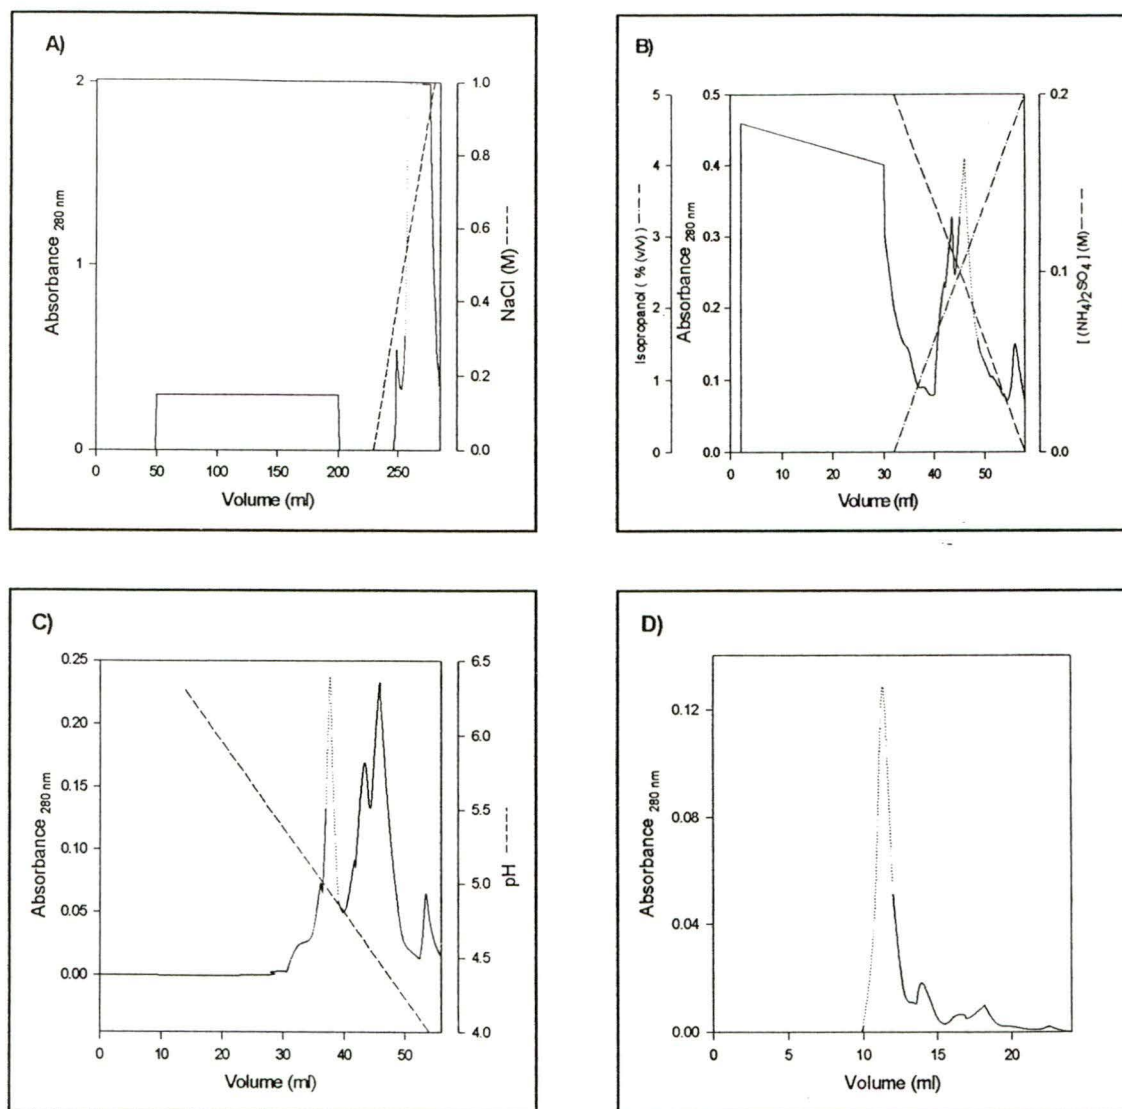 A)
2
1
0
Absorbance 280 nm
0 50 100 150 200 250
Volume (ml)
1.0
0.8
0.6
0.4
0.2
0.0
NaCl (M) -----
B)
5
4
3
2
1
0
Isopropanol ( % (v/v) ) —·—·—
0.5
0.4
0.3
0.2
0.1
0.0
Absorbance 280 nm
0 10 20 30 40 50
Volume (ml)
0.2
0.1
0.0
[ (NH4)2SO4 ] (M) -----
C)
0.25
0.20
0.15
0.10
0.05
0.00
Absorbance 280 nm
0 10 20 30 40 50
Volume (ml)
6.5
6.0
5.5
5.0
4.5
4.0
pH -----
D)
0.12
0.08
0.04
0.00
Absorbance 280 nm
0 5 10 15 20
Volume (ml)